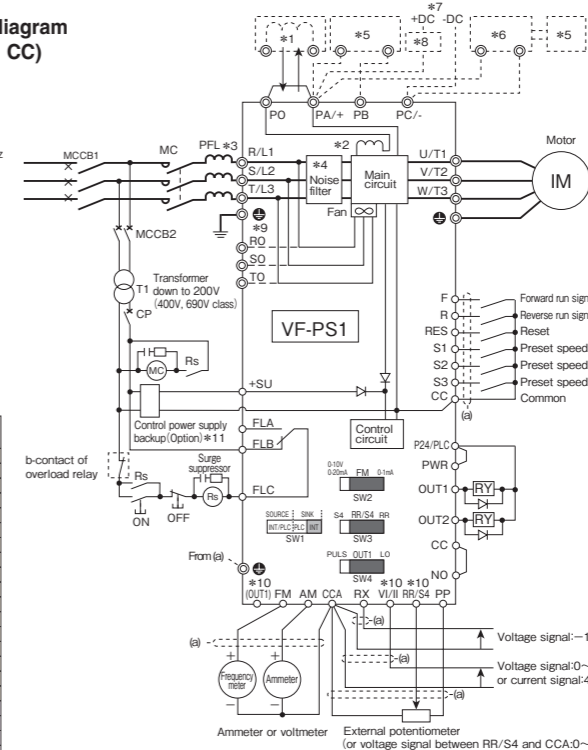 diagram
CC)
*1
*5
*7
+DC -DC
*8
*6
*5
PO
PA/+
PB
PC/-
z
MCCB1
MC
PFL *3
R/L1
S/L2
T/L3
*4
Noise
filter
*2
Main
circuit
Fan
U/T1
V/T2
W/T3
Motor
IM
*9
RO
SO
TO
MCCB2
T1
Transformer
down to 200V
(400V, 690V class)
CP
VF-PS1
MC
Rs
+SU
Control power supply
backup(Option)*11
FLA
FLB
FLC
Control
circuit
F
R
RES
S1
S2
S3
CC
(a)
Forward run sign
Reverse run sign
Reset
Preset speed
Preset speed
Preset speed
Common
b-contact of
overload relay
Rs
ON
OFF
Surge
suppressor
Rs
0-10V
0-20mA
FM
0-1mA
SW2
SOURCE
SINK
INT/PLC
PLC
INT
SW1
S4
RR/S4
RR
SW3
PULS
OUT1
LO
SW4
P24/PLC
PWR
OUT1
RY
OUT2
RY
CC
NO
From(a)
*10
(OUT1)
FM
AM
CCA
RX
*10
VI/II
*10
RR/S4
PP
(a)
(a)
(a)
(a)
Frequency
meter
Ammeter
Voltage signal:−1
Voltage signal:0~
or current signal:4
Ammeter or voltmeter
External potentiometer
(or voltage signal between RR/S4 and CCA:0~